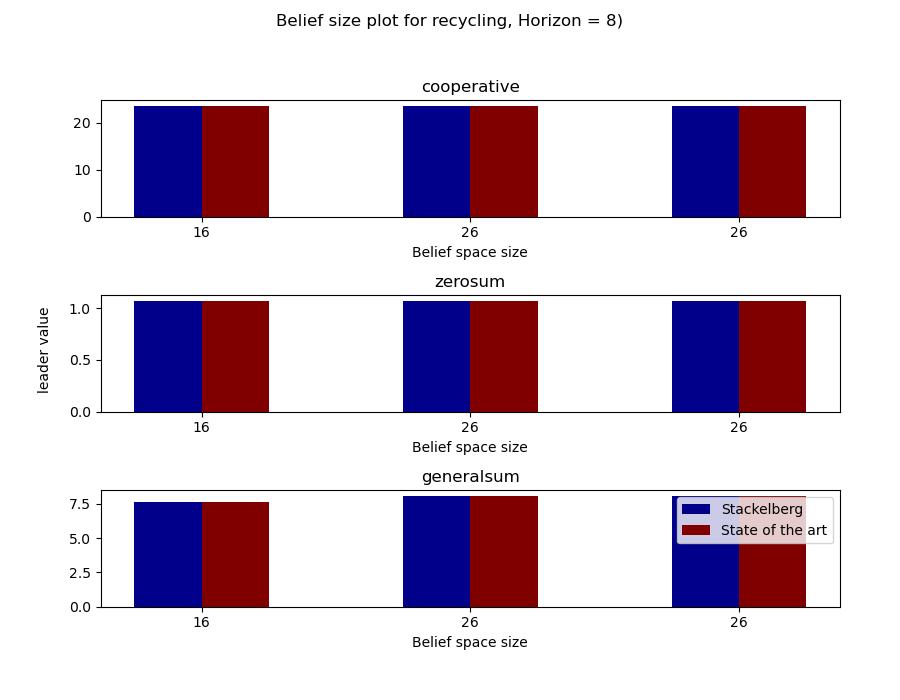 Belief size plot for recycling, Horizon = 8)
cooperative
20
10
0
16 26 26
Belief space size
zerosum
leader value
1.0
0.5
0.0
16 26 26
Belief space size
generalsum
7.5
5.0
2.5
0.0
Stackelberg
State of the art
16 26 26
Belief space size